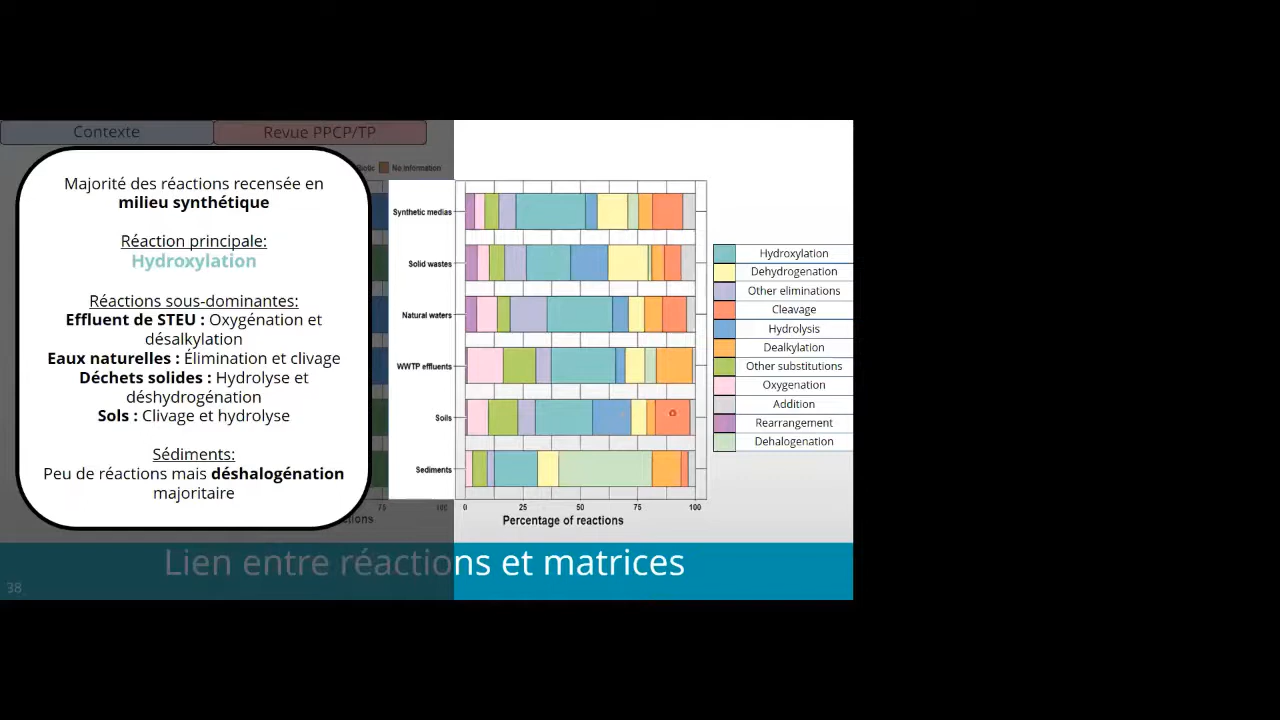 Contexte
Revue PPCP/TP
No information
Majorité des réactions recensée en
milieu synthétique
Réaction principale:
Hydroxylation
Réactions sous-dominantes:
Effluent de STEU : Oxygénation et
désalkylation
Eaux naturelles : Élimination et clivage
Déchets solides : Hydrolyse et
déshydrogénation
Sols : Clivage et hydrolyse
Sédiments:
Peu de réactions mais déshalogénation
majoritaire
Synthetic medias
Solid wastes
Natural waters
WWTP effluents
Soils
Sediments
75
100
0
25
50
75
100
Percentage of reactions
Hydroxylation
Dehydrogenation
Other eliminations
Cleavage
Hydrolysis
Dealkylation
Other substitutions
Oxygenation
Addition
Rearrangement
Dehalogenation
Lien entre réactions et matrices
38